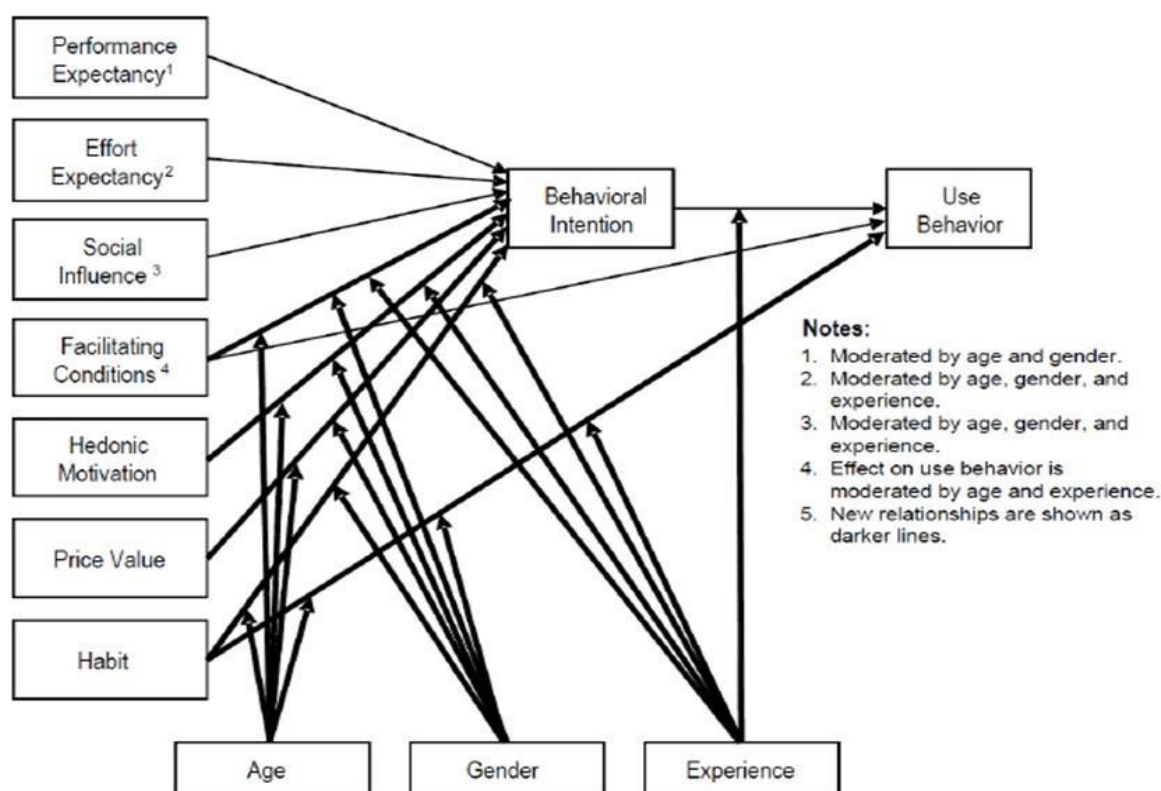 Performance
Expectancy¹
Effort
Expectancy²
Social
Influence ³
Facilitating
Conditions ⁴
Hedonic
Motivation
Price Value
Habit
Behavioral
Intention
Use
Behavior
Notes:
1. Moderated by age and gender.
2. Moderated by age, gender, and
experience.
3. Moderated by age, gender, and
experience.
4. Effect on use behavior is
moderated by age and experience.
5. New relationships are shown as
darker lines.
Age
Gender
Experience